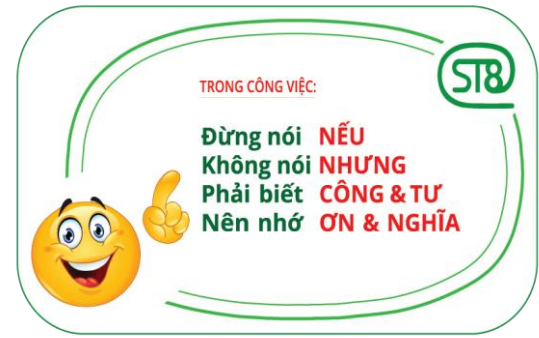 ST8
TRONG CÔNG VIỆC:
Đừng nói NẾU
Không nói NHƯNG
Phải biết CÔNG & TƯ
Nên nhớ ƠN & NGHĨA